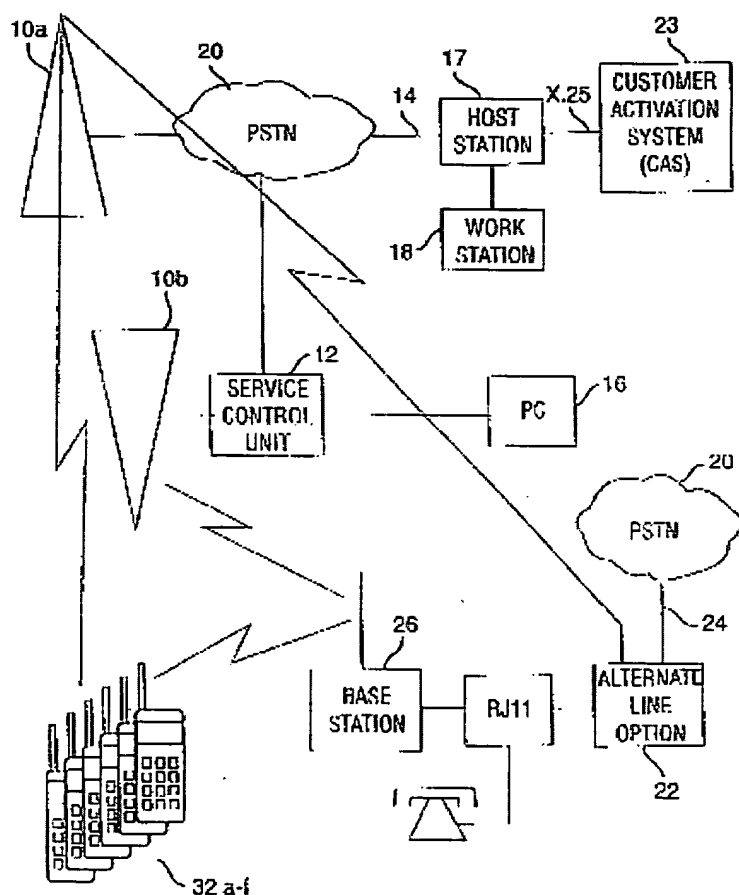 10a
20
17
23
PSTN
14
HOST
STATION
X.25
CUSTOMER
ACTIVATION
SYSTEM
(CAS)
18
WORK
STATION
10b
12
SERVICE
CONTROL
UNIT
PC
16
20
PSTN
24
26
BASE
STATION
RJ11
ALTERNATE
LINE
OPTION
22
32 a-f